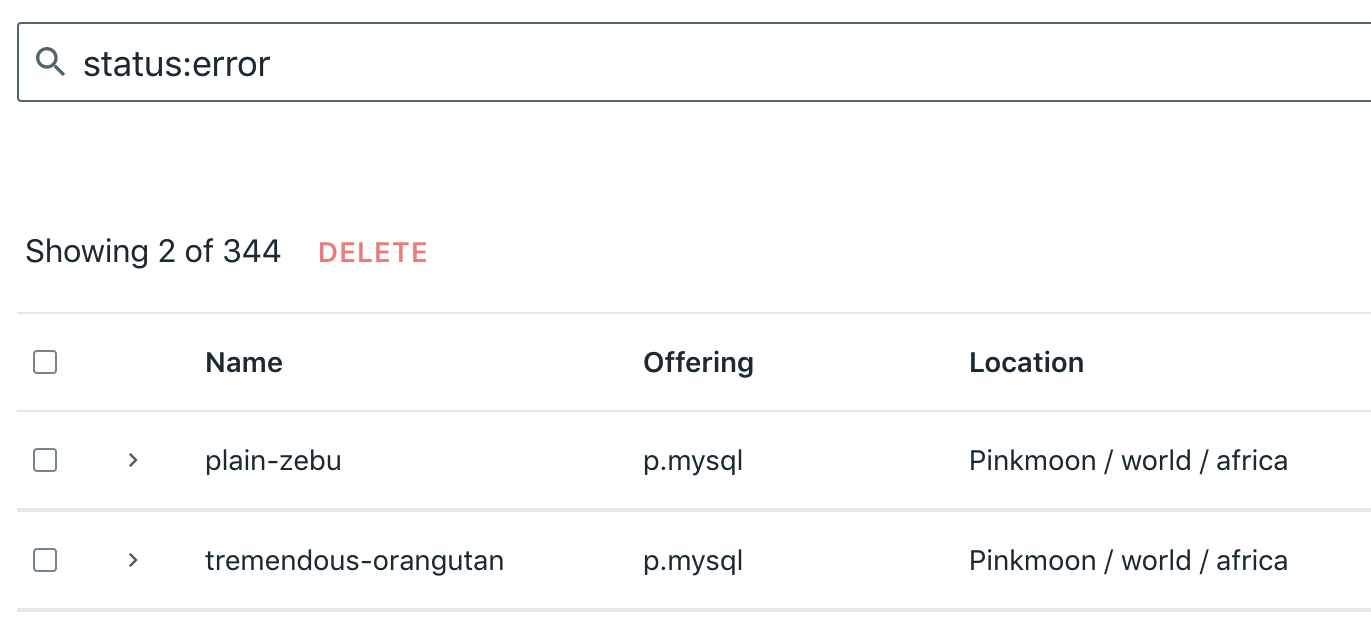 status:error
Showing 2 of 344 DELETE
Name Offering Location
plain-zebu p.mysql Pinkmoon / world / africa
tremendous-orangutan p.mysql Pinkmoon / world / africa